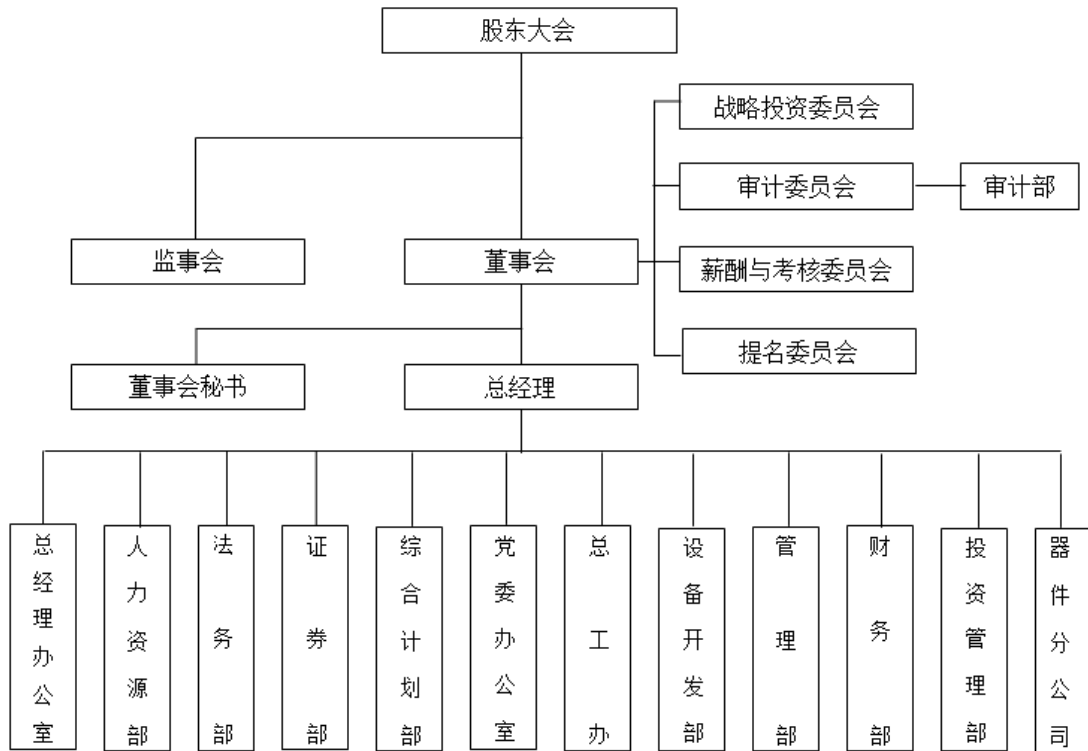 股东大会
战略投资委员会
审计委员会
审计部
监事会
董事会
薪酬与考核委员会
提名委员会
董事会秘书
总经理
总经理办公室
人力资源部
法务部
证券部
综合计划部
党委办公室
总工办
设备开发部
管理部
财务部
投资管理部
器件分公司